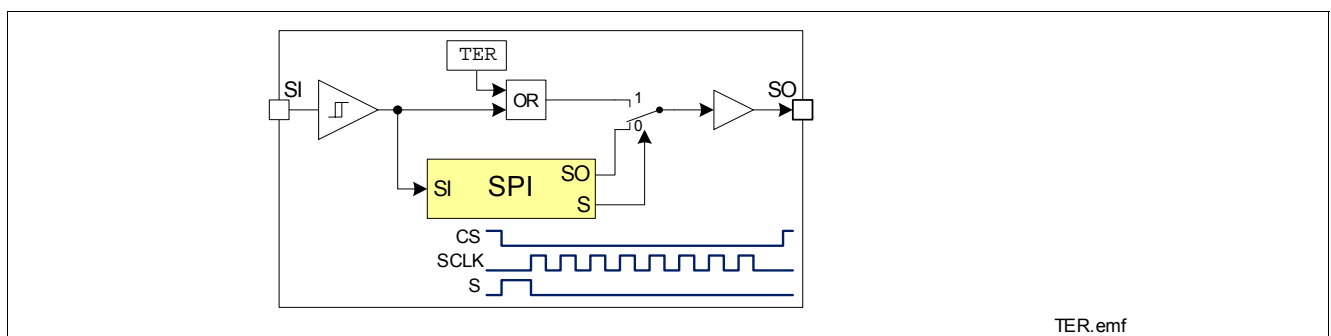 TER
SI
OR
1
SO
0
SI SPI SO
S
CS
SCLK
S
TER.emf